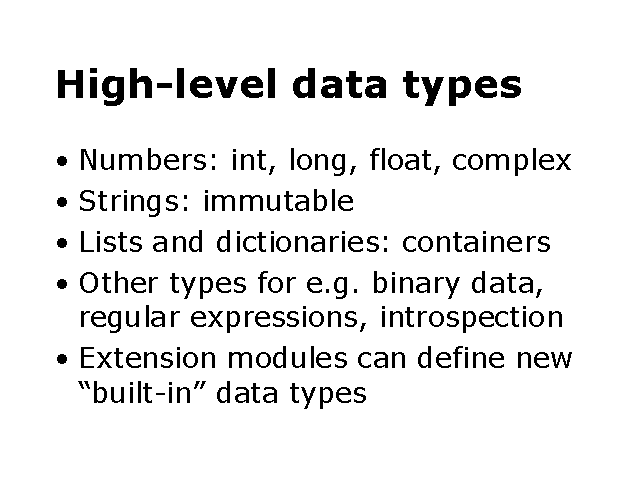 High-level data types
• Numbers: int, long, float, complex
• Strings: immutable
• Lists and dictionaries: containers
• Other types for e.g. binary data,
regular expressions, introspection
• Extension modules can define new
“built-in” data types